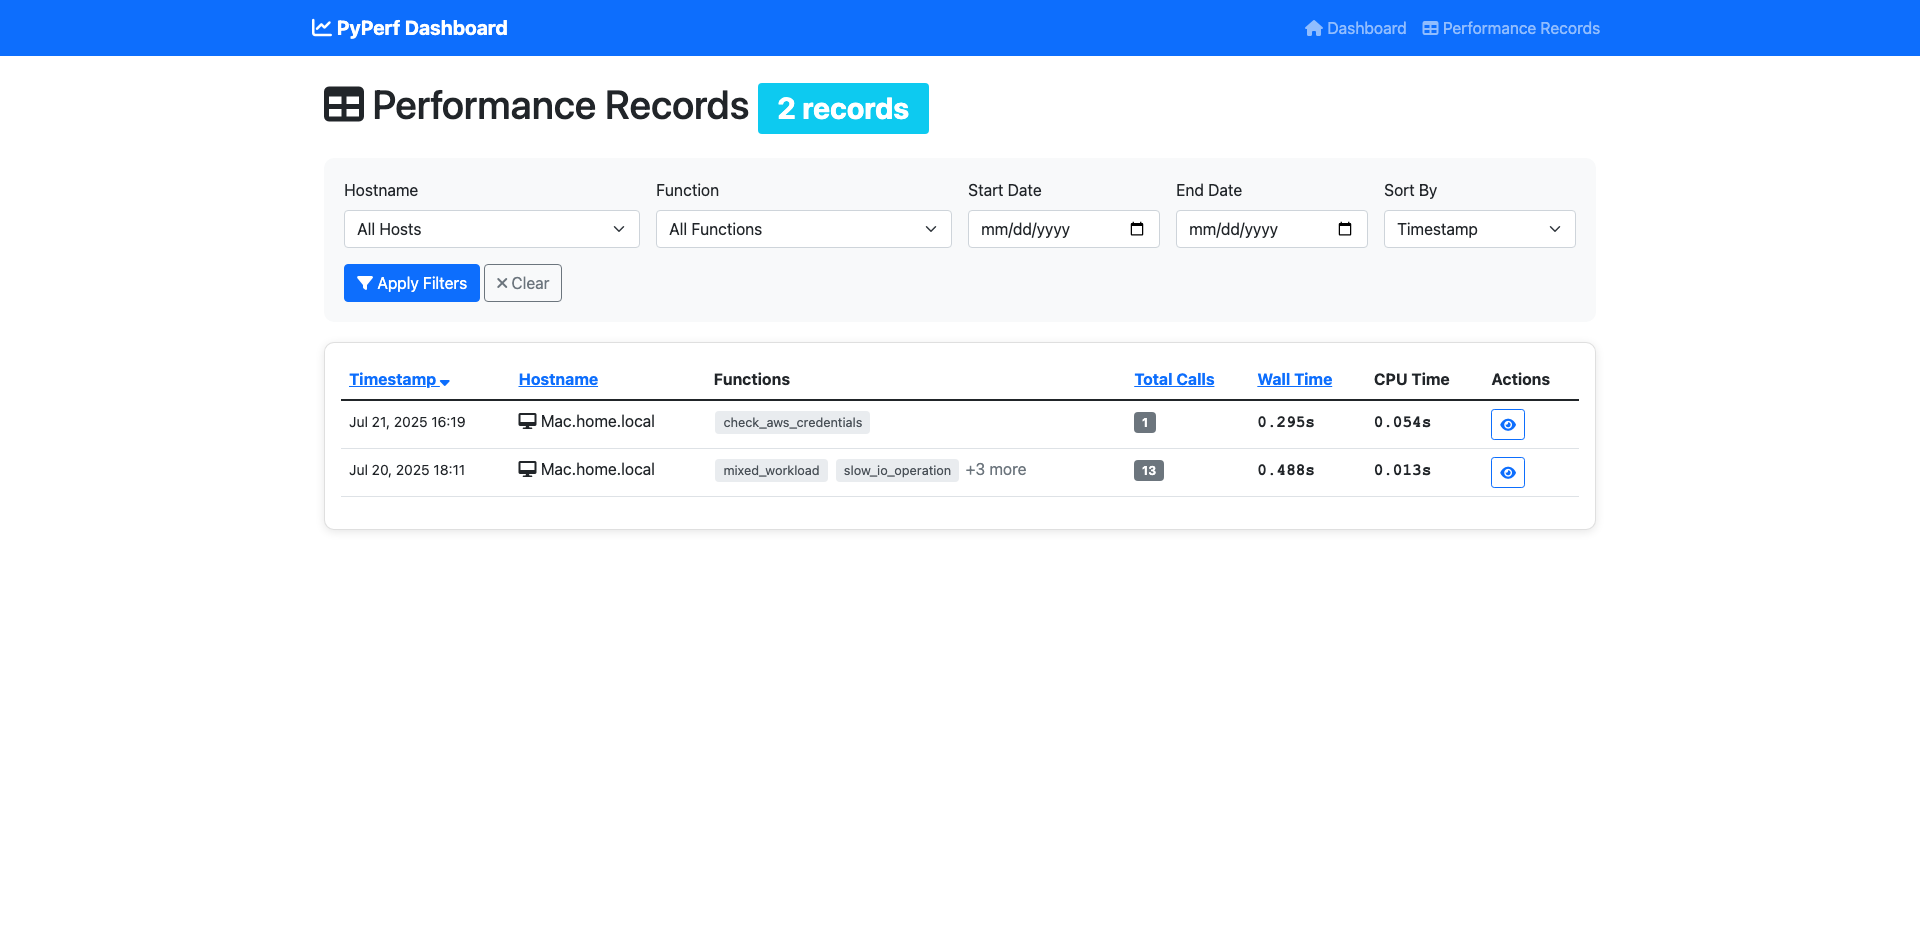 PyPerf Dashboard
Dashboard Performance Records
Performance Records 2 records
Hostname Function Start Date End Date Sort By
All Hosts All Functions mm/dd/yyyy mm/dd/yyyy Timestamp
Apply Filters Clear
Timestamp Hostname Functions Total Calls Wall Time CPU Time Actions
Jul 21, 2025 16:19 Mac.home.local check_aws_credentials 1 0.295s 0.054s
Jul 20, 2025 18:11 Mac.home.local mixed_workload slow_io_operation +3 more 13 0.488s 0.013s